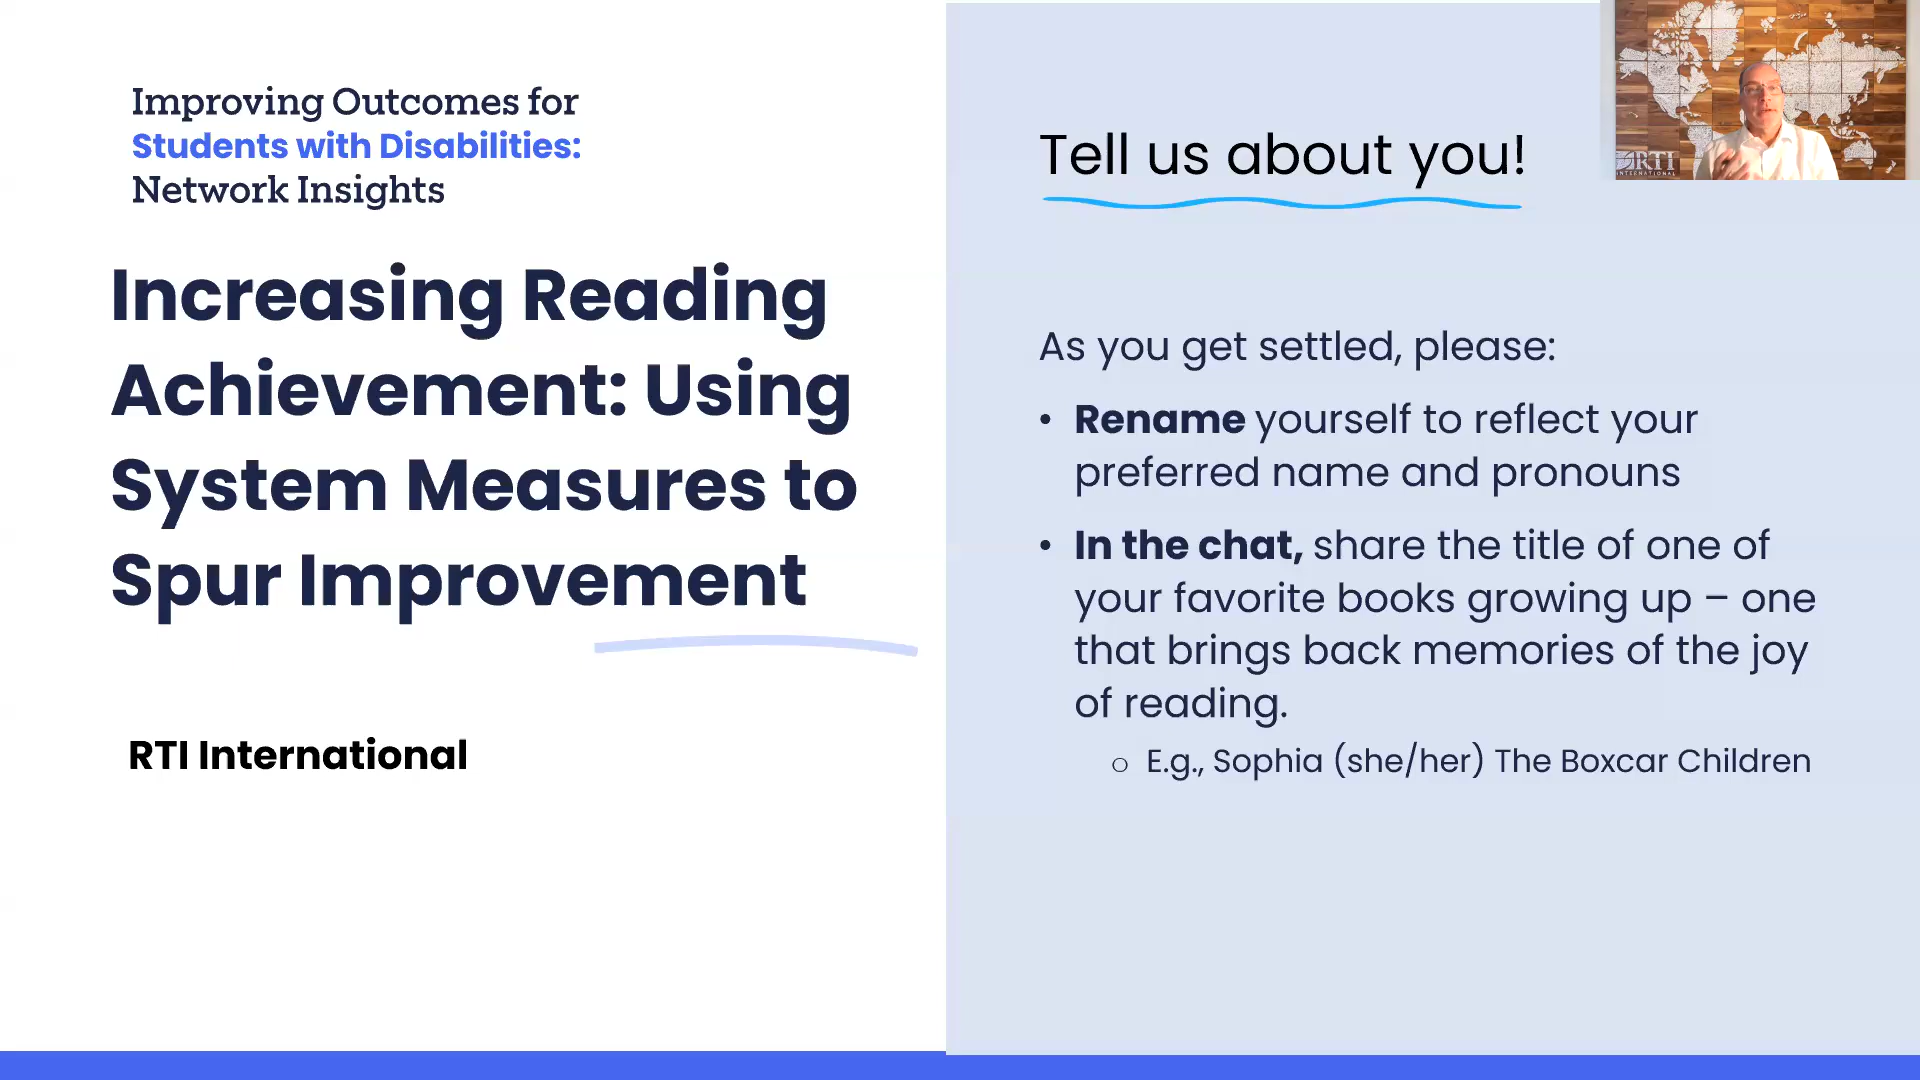 Improving Outcomes for
Students with Disabilities:
Network Insights
Increasing Reading
Achievement: Using
System Measures to
Spur Improvement
RTI International
Tell us about you!
As you get settled, please:
• Rename yourself to reflect your
preferred name and pronouns
• In the chat, share the title of one of
your favorite books growing up – one
that brings back memories of the joy
of reading.
o E.g., Sophia (she/her) The Boxcar Children
RTI
INTERNATIONAL